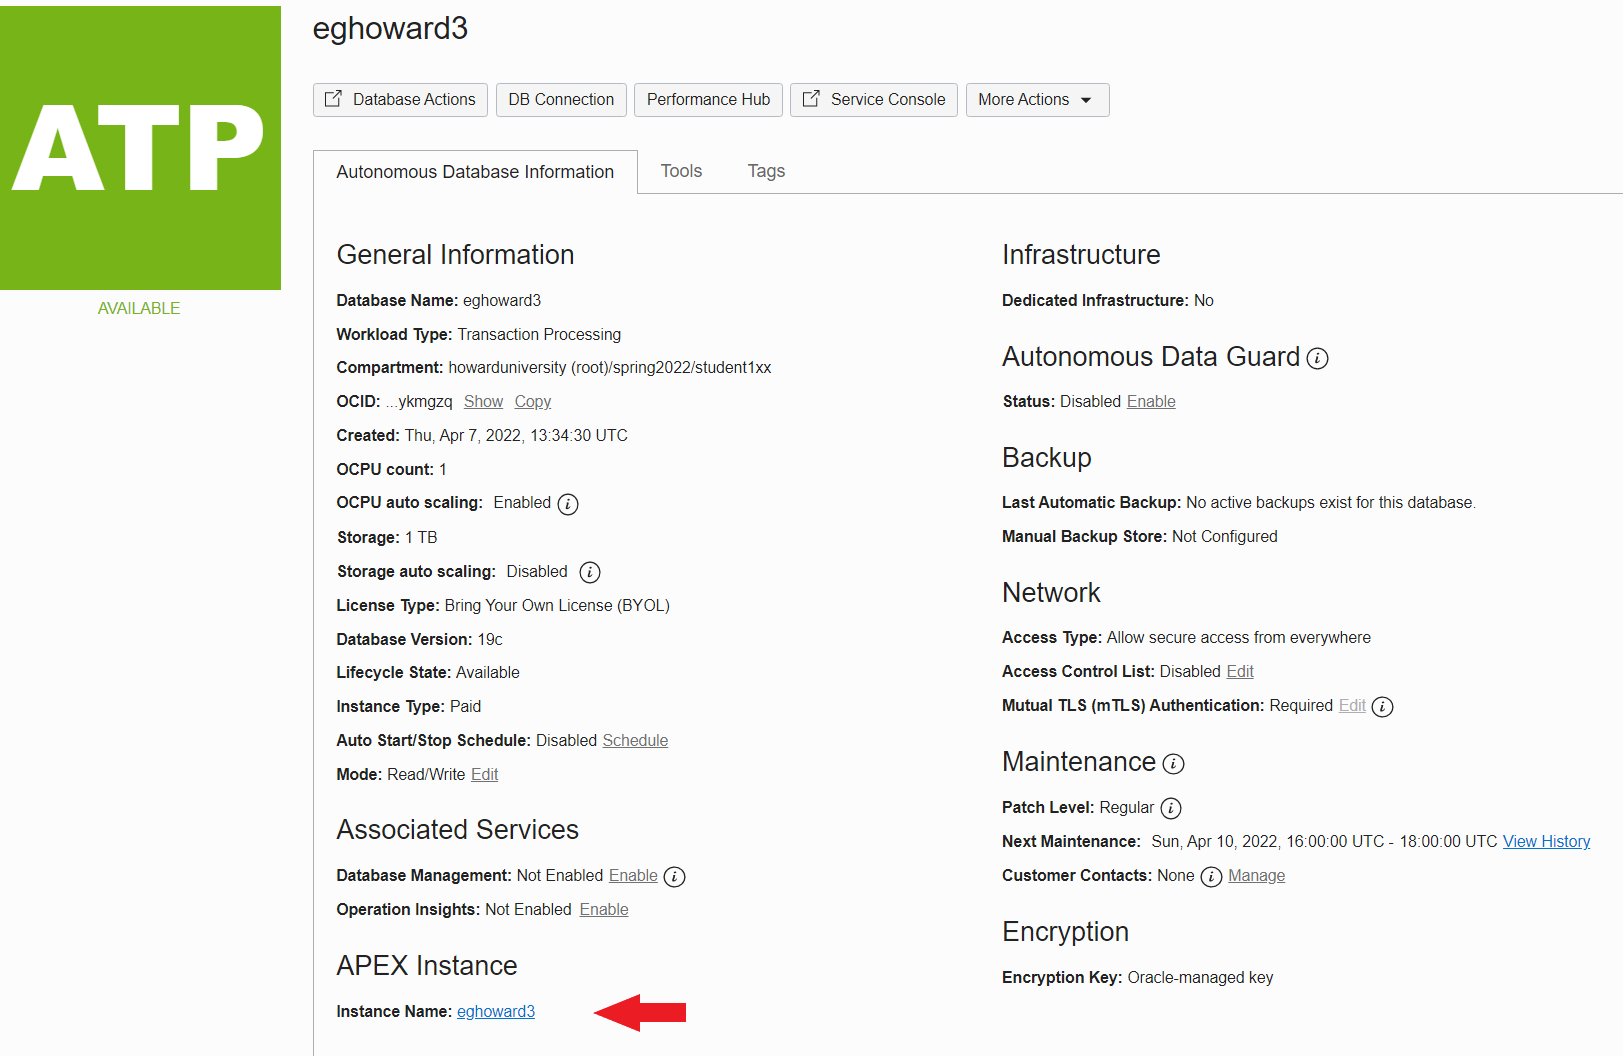 ATP
AVAILABLE
eghoward3
Database Actions
DB Connection
Performance Hub
Service Console
More Actions
Autonomous Database Information
Tools
Tags
General Information
Database Name: eghoward3
Workload Type: Transaction Processing
Compartment: howarduniversity (root)/spring2022/student1xx
OCID: ...ykmgzq Show Copy
Created: Thu, Apr 7, 2022, 13:34:30 UTC
OCPU count: 1
OCPU auto scaling: Enabled i
Storage: 1 TB
Storage auto scaling: Disabled i
License Type: Bring Your Own License (BYOL)
Database Version: 19c
Lifecycle State: Available
Instance Type: Paid
Auto Start/Stop Schedule: Disabled Schedule
Mode: Read/Write Edit
Associated Services
Database Management: Not Enabled Enable i
Operation Insights: Not Enabled Enable
APEX Instance
Instance Name: eghoward3
Infrastructure
Dedicated Infrastructure: No
Autonomous Data Guard i
Status: Disabled Enable
Backup
Last Automatic Backup: No active backups exist for this database.
Manual Backup Store: Not Configured
Network
Access Type: Allow secure access from everywhere
Access Control List: Disabled Edit
Mutual TLS (mTLS) Authentication: Required Edit i
Maintenance i
Patch Level: Regular i
Next Maintenance: Sun, Apr 10, 2022, 16:00:00 UTC - 18:00:00 UTC View History
Customer Contacts: None i Manage
Encryption
Encryption Key: Oracle-managed key